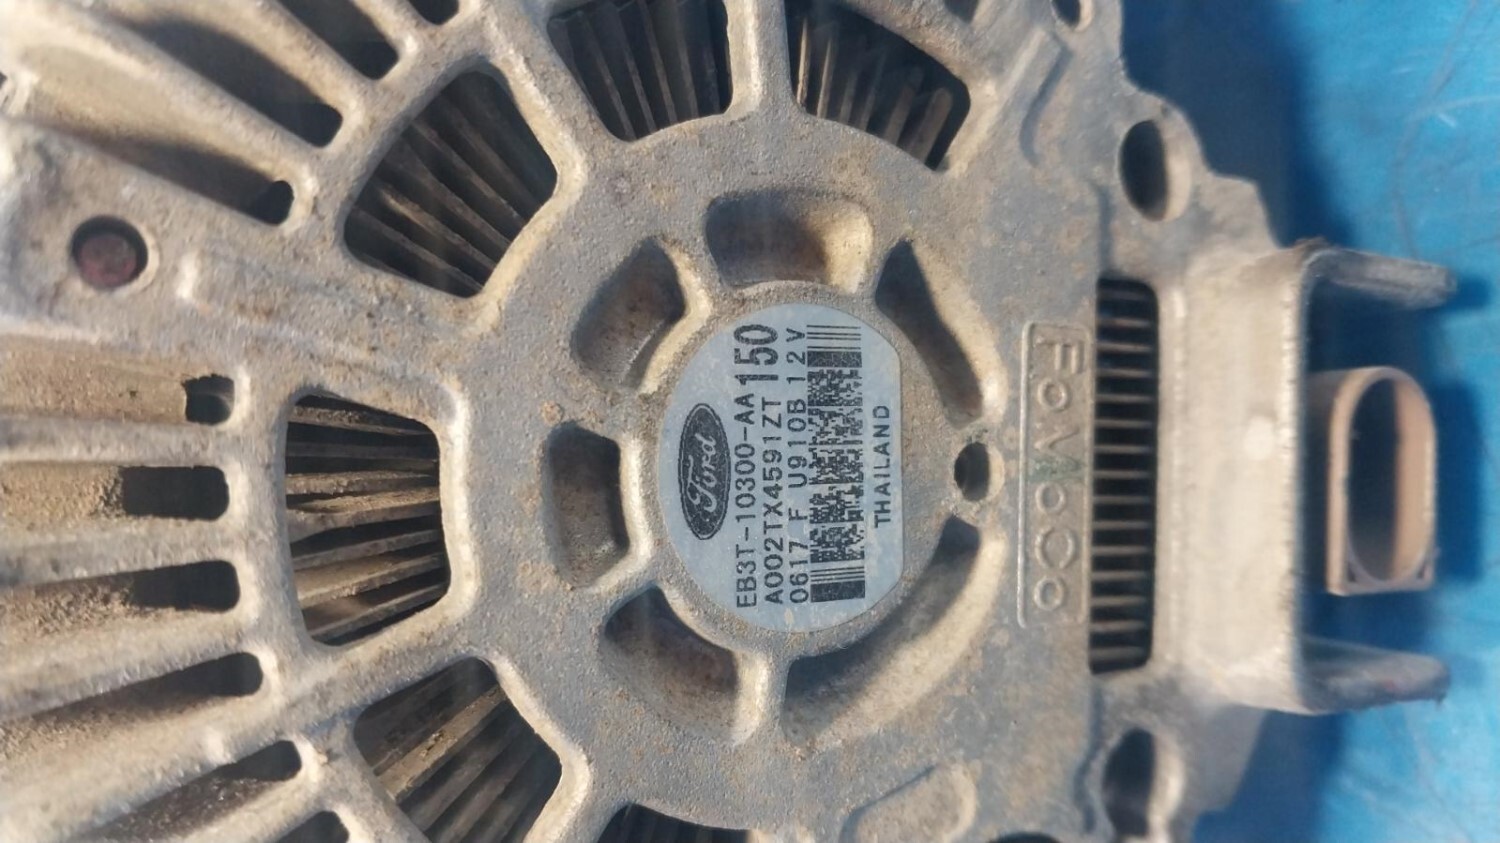 Ford
EB3T-10300-AA 150
A002TX4591ZT
0617 F U910B 12V
THAILAND
FoMoCo